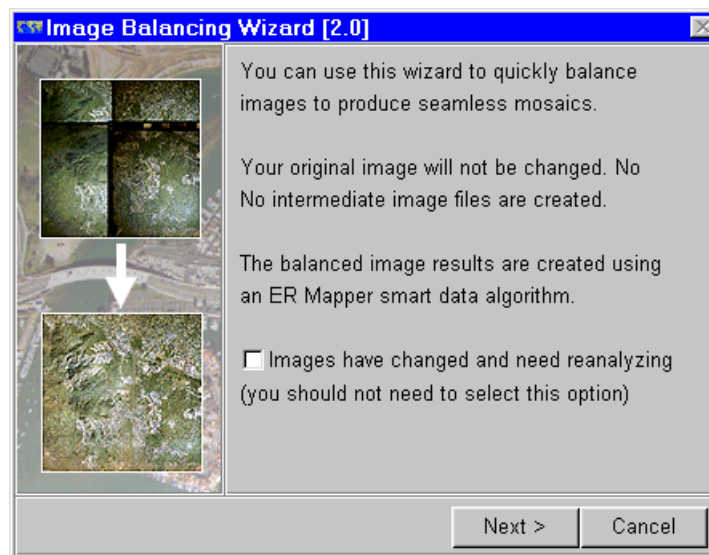 Image Balancing Wizard [2.0]
You can use this wizard to quickly balance
images to produce seamless mosaics.
Your original image will not be changed. No
No intermediate image files are created.
The balanced image results are created using
an ER Mapper smart data algorithm.
Images have changed and need reanalyzing
(you should not need to select this option)
Next >
Cancel